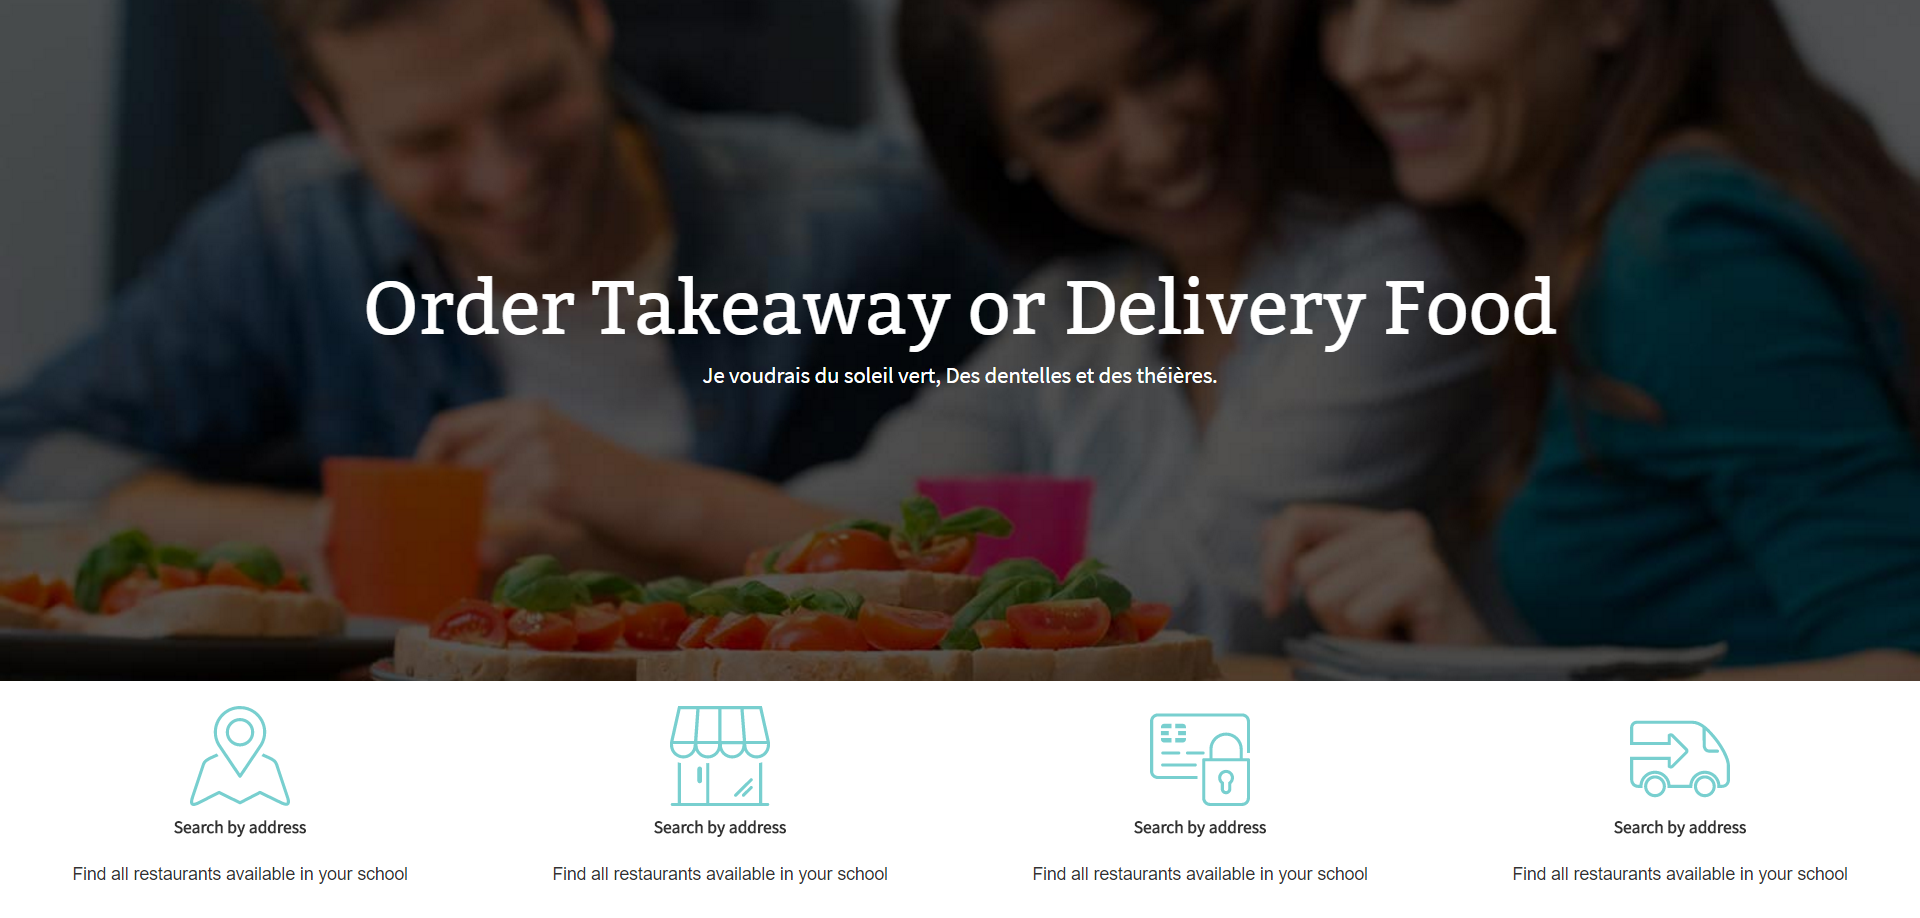 Order Takeaway or Delivery Food
Je voudrais du soleil vert, Des dentelles et des théières.
Search by address
Find all restaurants available in your school
Search by address
Find all restaurants available in your school
Search by address
Find all restaurants available in your school
Search by address
Find all restaurants available in your school